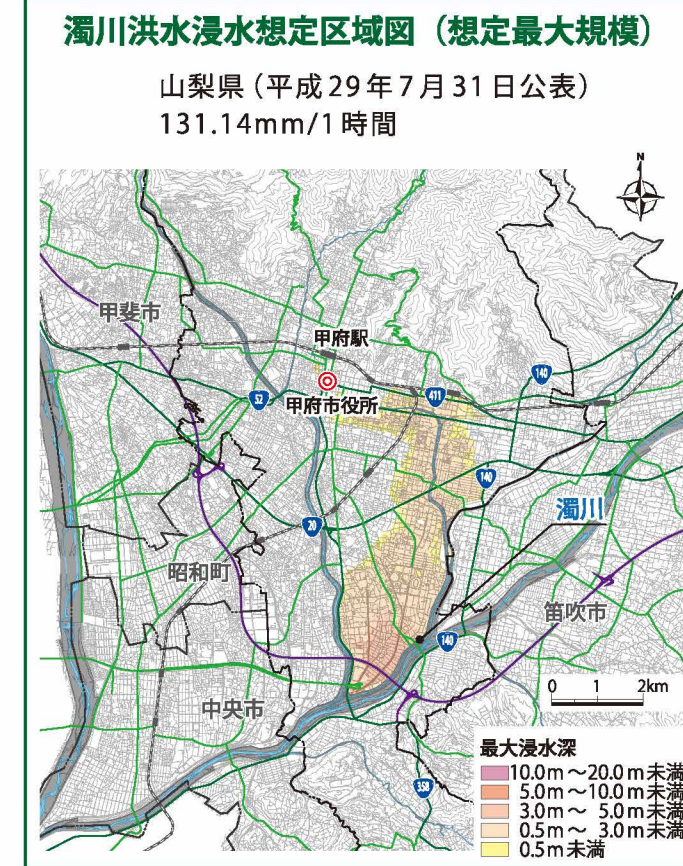 濁川洪水浸水想定区域図（想定最大規模）
山梨県（平成29年7月31日公表）
131.14mm/1時間
N
甲斐市
甲府駅
140
411
52
甲府市役所
140
濁川
20
昭和町
笛吹市
140
0 1 2km
中央市
358
最大浸水深
10.0m～20.0m未満
5.0m～10.0m未満
3.0m～ 5.0m未満
0.5m～ 3.0m未満
0.5m未満